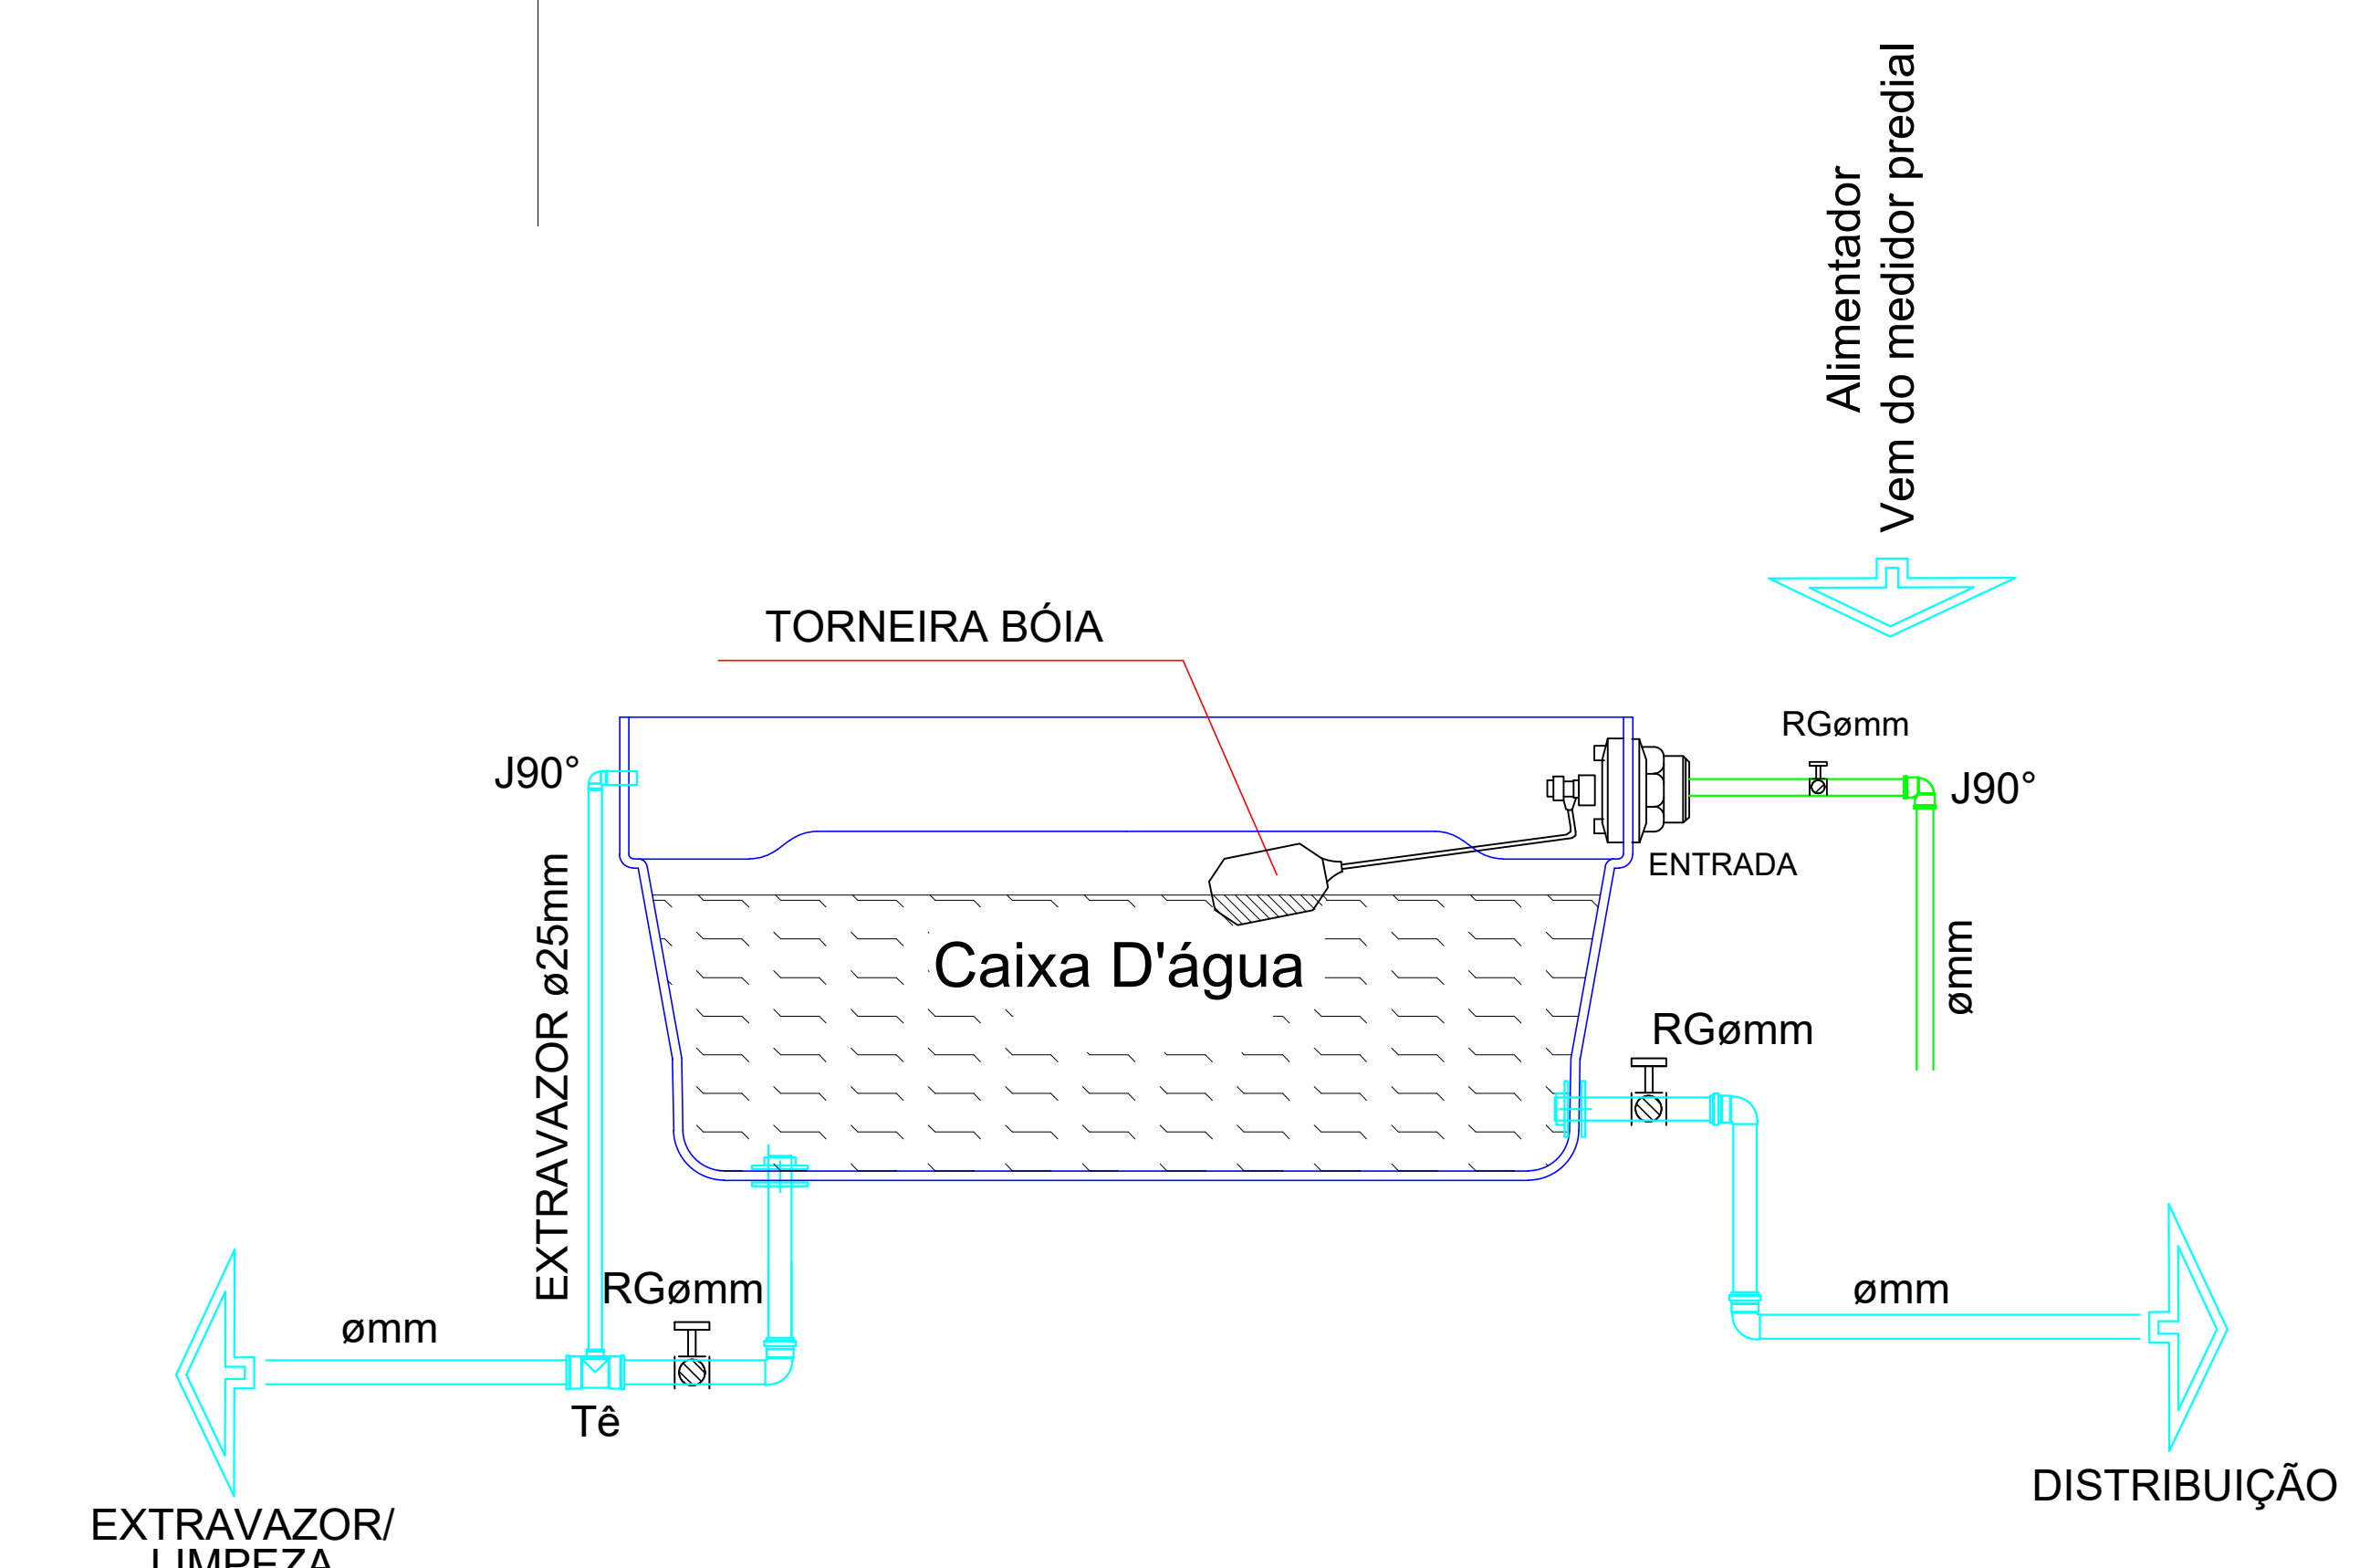 Alimentador
Vem do medidor predial
TORNEIRA BÓIA
RGømm
J90°
J90°
ENTRADA
EXTRAVAZOR ø25mm
Caixa D'água
ømm
RGømm
RGømm
ømm
ømm
Tê
DISTRIBUIÇÃO
EXTRAVAZOR/
LIMPEZA